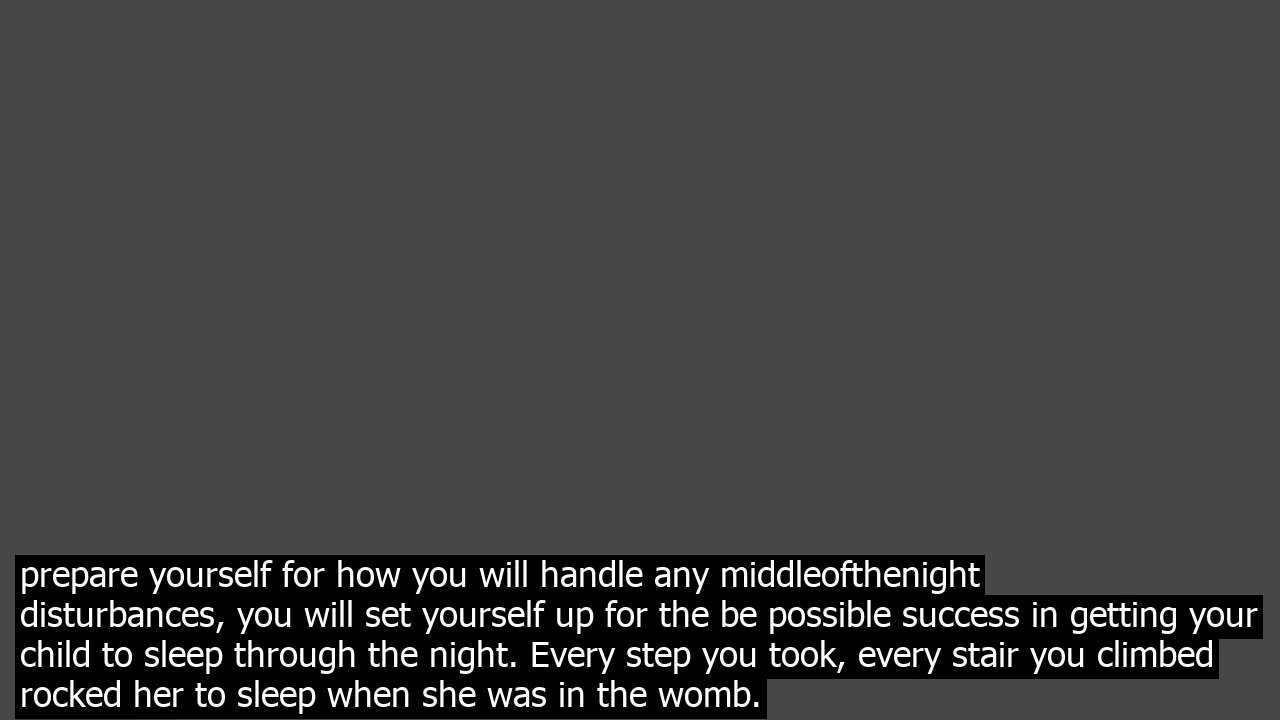 prepare yourself for how you will handle any middleofthenight
disturbances, you will set yourself up for the be possible success in getting your
child to sleep through the night. Every step you took, every stair you climbed
rocked her to sleep when she was in the womb.